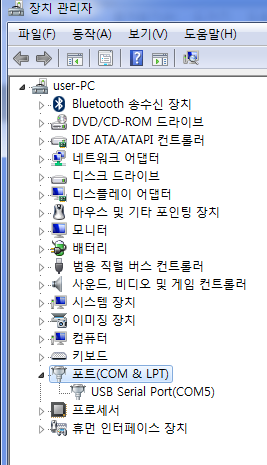 장치 관리자
파일(F) 동작(A) 보기(V) 도움말(H)
user-PC
Bluetooth 송수신 장치
DVD/CD-ROM 드라이브
IDE ATA/ATAPI 컨트롤러
네트워크 어댑터
디스크 드라이브
디스플레이 어댑터
마우스 및 기타 포인팅 장치
모니터
배터리
범용 직렬 버스 컨트롤러
사운드, 비디오 및 게임 컨트롤러
시스템 장치
이미징 장치
컴퓨터
키보드
포트(COM & LPT)
USB Serial Port(COM5)
프로세서
휴먼 인터페이스 장치